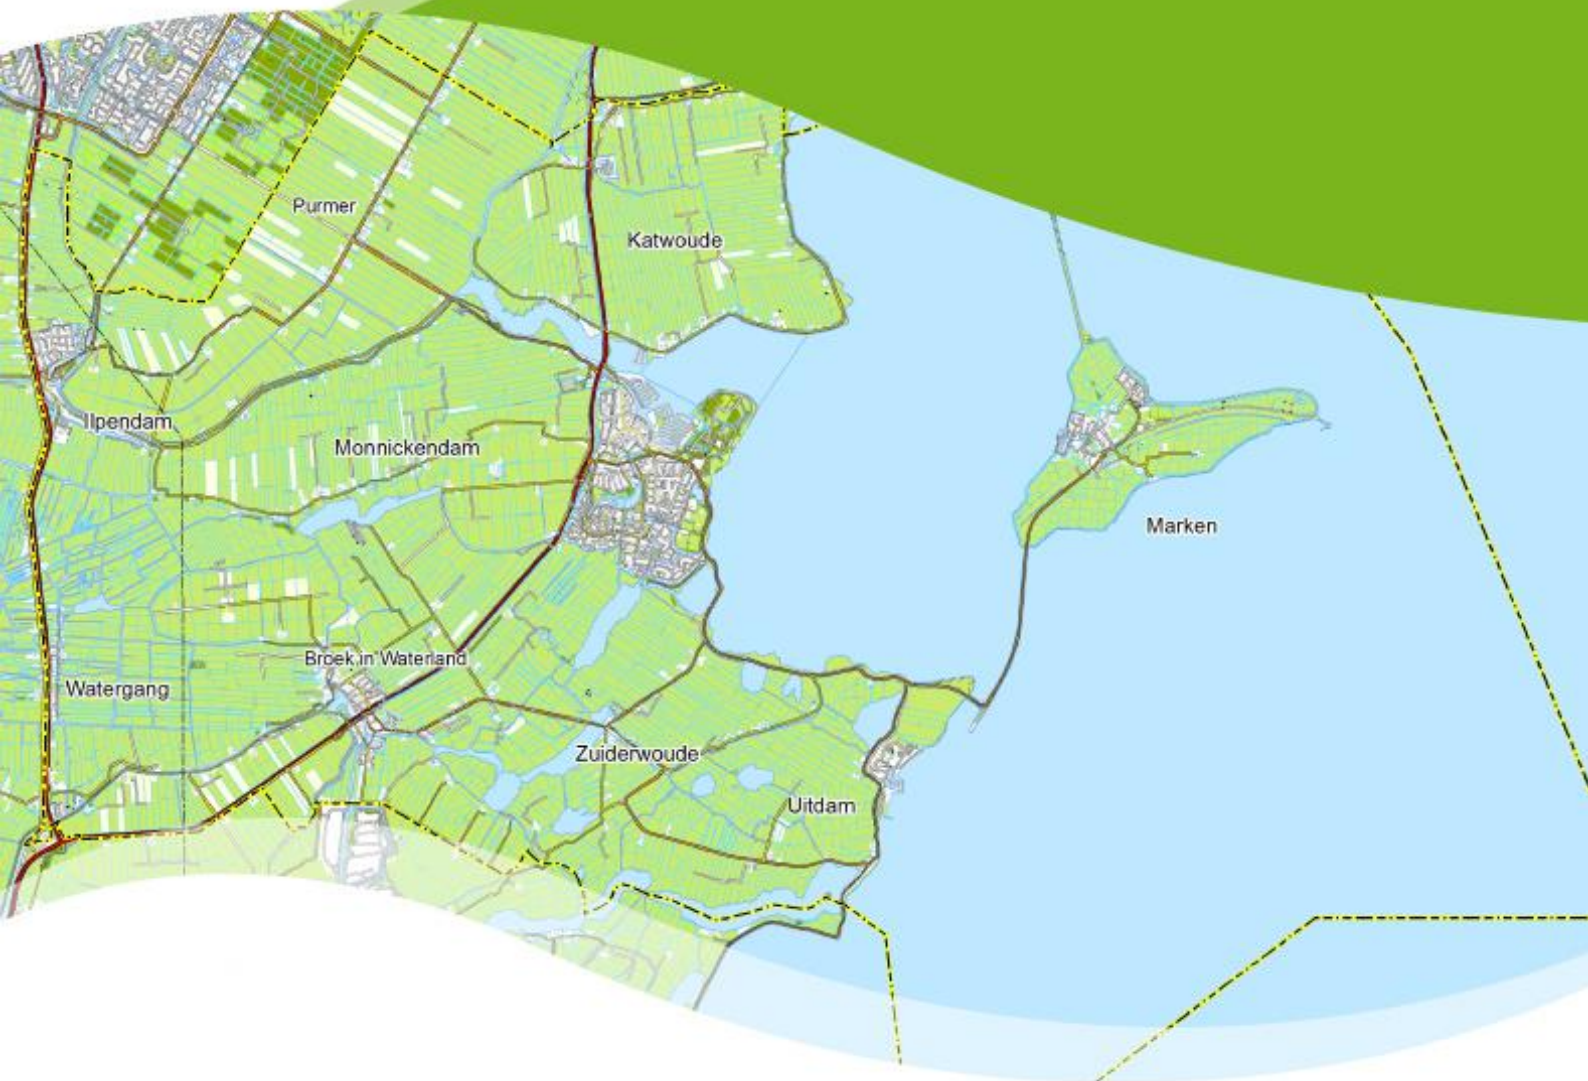 Purmer
Katwoude
Ilpendam
Monnickendam
Marken
Broek in Waterland
Watergang
Zuiderwoude
Uitdam